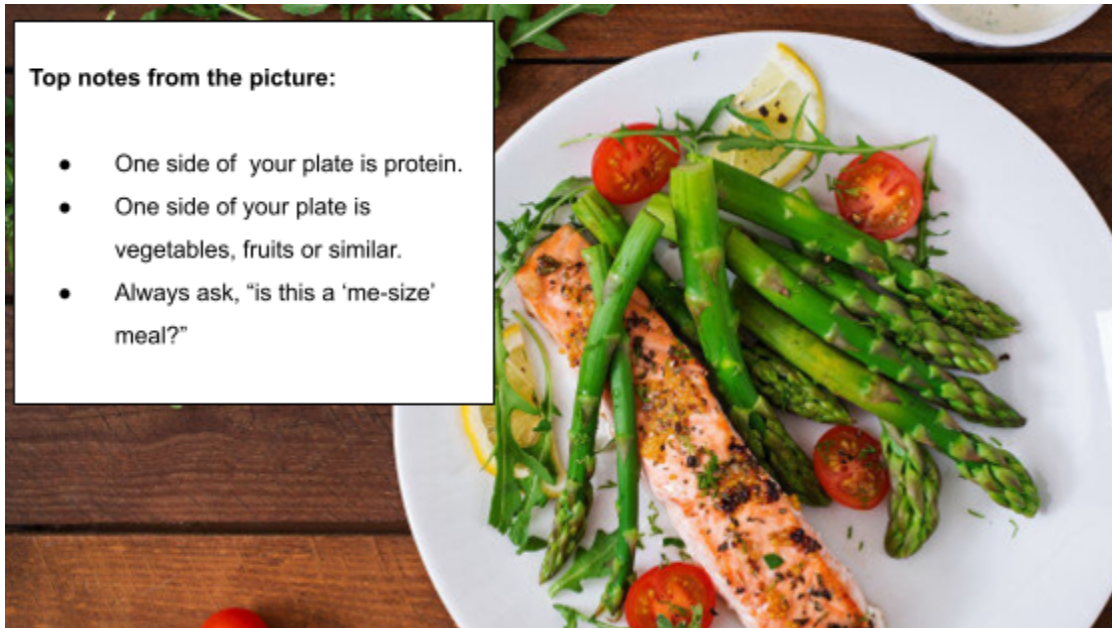 Top notes from the picture:
● One side of  your plate is protein.
● One side of your plate is
vegetables, fruits or similar.
● Always ask, “is this a ‘me-size’
meal?”